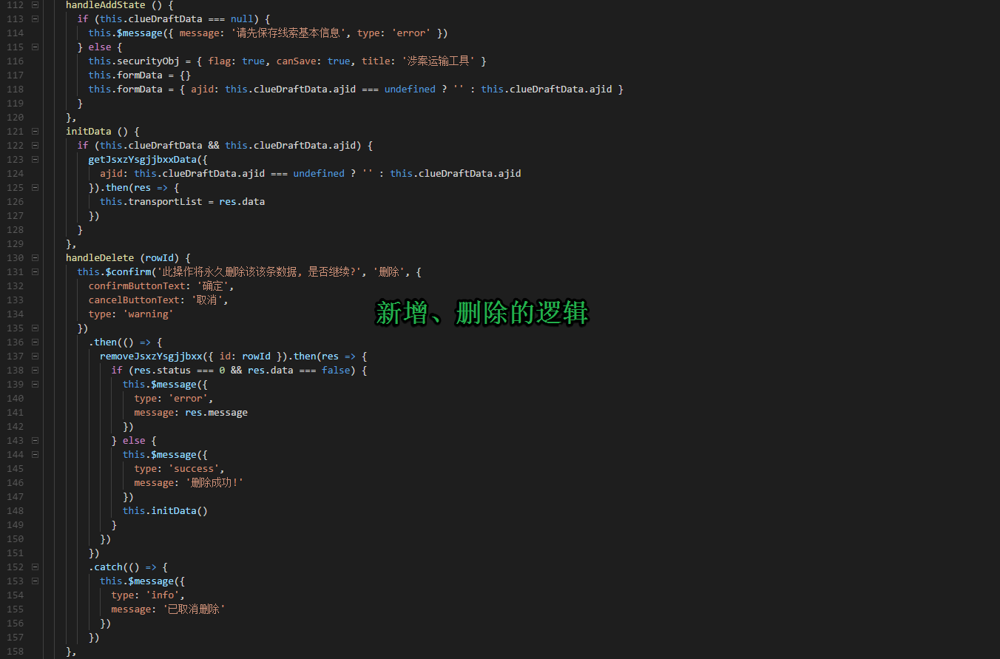 112 handleAddState () {
113 if (this.clueDraftData === null) {
114 this.$message({ message: '请先保存线索基本信息', type: 'error' })
115 } else {
116 this.securityObj = { flag: true, canSave: true, title: '涉案运输工具' }
117 this.formData = {}
118 this.formData = { ajid: this.clueDraftData.ajid === undefined ? '' : this.clueDraftData.ajid }
119 }
120 },
121 initData () {
122 if (this.clueDraftData && this.clueDraftData.ajid) {
123 getJsxzYsgjjbxxData({
124 ajid: this.clueDraftData.ajid === undefined ? '' : this.clueDraftData.ajid
125 }).then(res => {
126 this.transportList = res.data
127 })
128 }
129 },
130 handleDelete (rowId) {
131 this.$confirm('此操作将永久删除该该条数据, 是否继续?', '删除', {
132 confirmButtonText: '确定',
133 cancelButtonText: '取消',
134 type: 'warning'
135 })
新增、删除的逻辑
136 .then(() => {
137 removeJsxzYsgjjbxx({ id: rowId }).then(res => {
138 if (res.status === 0 && res.data === false) {
139 this.$message({
140 type: 'error',
141 message: res.message
142 })
143 } else {
144 this.$message({
145 type: 'success',
146 message: '删除成功!'
147 })
148 this.initData()
149 }
150 })
151 })
152 .catch(() => {
153 this.$message({
154 type: 'info',
155 message: '已取消删除'
156 })
157 })
158 },